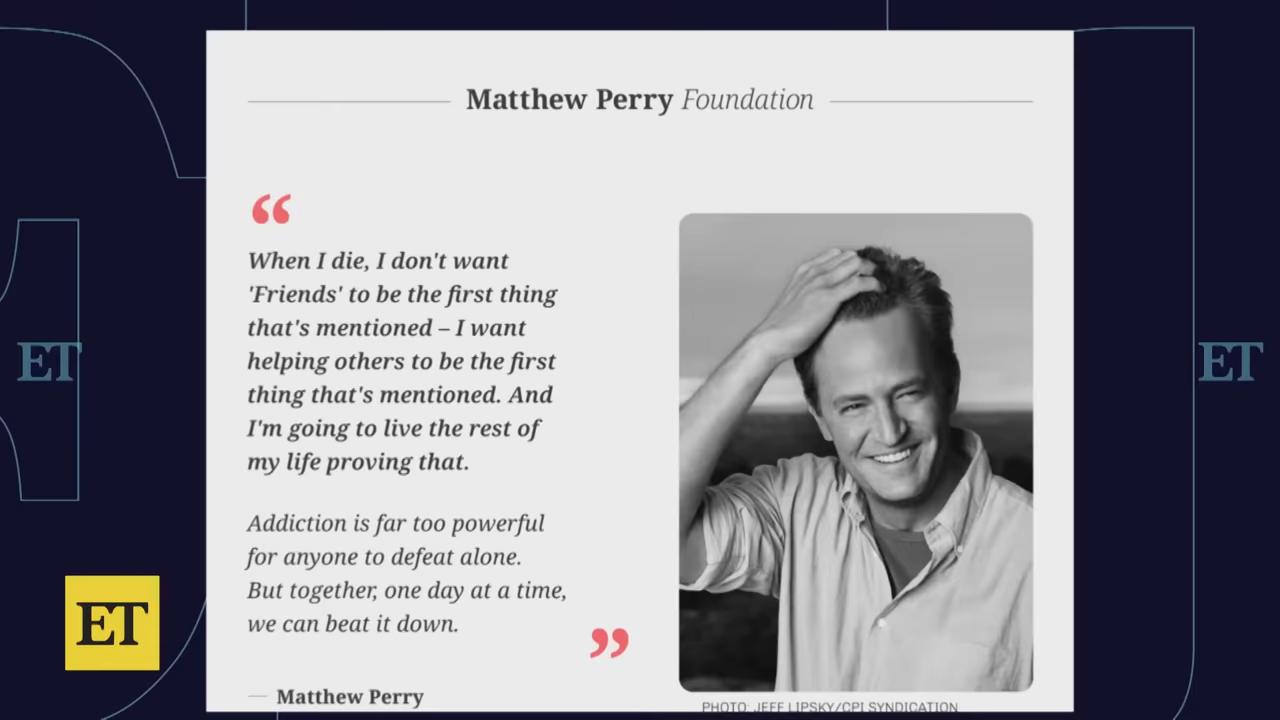 Matthew Perry Foundation
“
When I die, I don't want
'Friends' to be the first thing
that's mentioned – I want
helping others to be the first
thing that's mentioned. And
I'm going to live the rest of
my life proving that.
Addiction is far too powerful
for anyone to defeat alone.
But together, one day at a time,
we can beat it down.
”
— Matthew Perry
PHOTO: JEFF LIPSKY/CPI SYNDICATION
ET
ET
ET